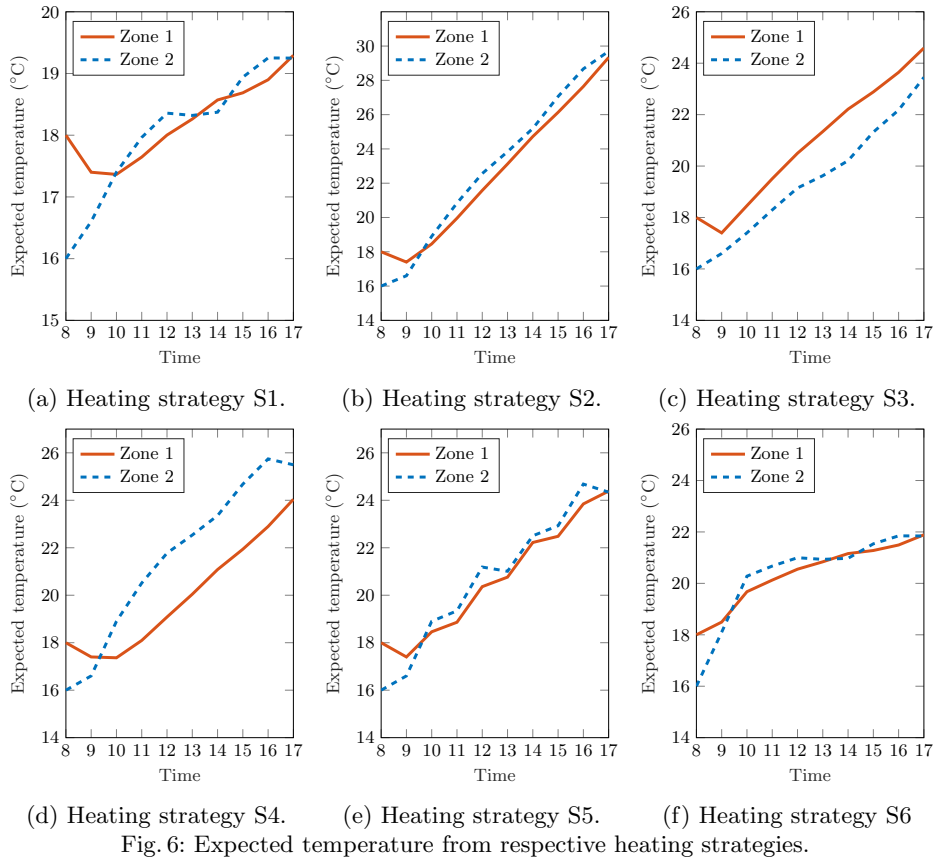 20
19
18
17
16
15
Expected temperature (°C)
Zone 1
Zone 2
8 9 10 11 12 13 14 15 16 17
Time
(a) Heating strategy S1.
30
28
26
24
22
20
18
16
14
Expected temperature (°C)
Zone 1
Zone 2
8 9 10 11 12 13 14 15 16 17
Time
(b) Heating strategy S2.
26
24
22
20
18
16
14
Expected temperature (°C)
Zone 1
Zone 2
8 9 10 11 12 13 14 15 16 17
Time
(c) Heating strategy S3.
26
24
22
20
18
16
14
Expected temperature (°C)
Zone 1
Zone 2
8 9 10 11 12 13 14 15 16 17
Time
(d) Heating strategy S4.
26
24
22
20
18
16
14
Expected temperature (°C)
Zone 1
Zone 2
8 9 10 11 12 13 14 15 16 17
Time
(e) Heating strategy S5.
26
24
22
20
18
16
14
Expected temperature (°C)
Zone 1
Zone 2
8 9 10 11 12 13 14 15 16 17
Time
(f) Heating strategy S6
Fig. 6: Expected temperature from respective heating strategies.